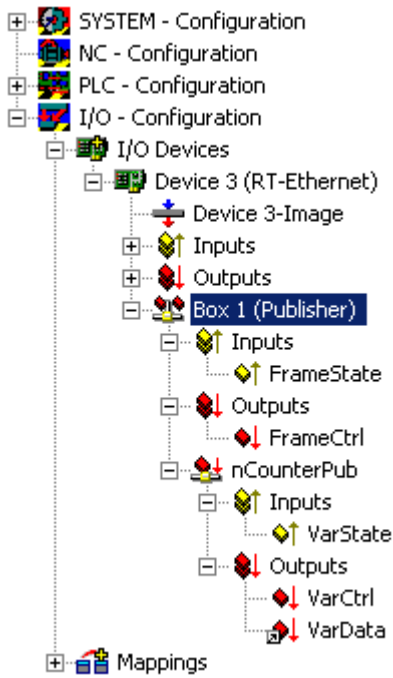 SYSTEM - Configuration
NC - Configuration
PLC - Configuration
I/O - Configuration
I/O Devices
Device 3 (RT-Ethernet)
Device 3-Image
Inputs
Outputs
Box 1 (Publisher)
Inputs
FrameState
Outputs
FrameCtrl
nCounterPub
Inputs
VarState
Outputs
VarCtrl
VarData
Mappings